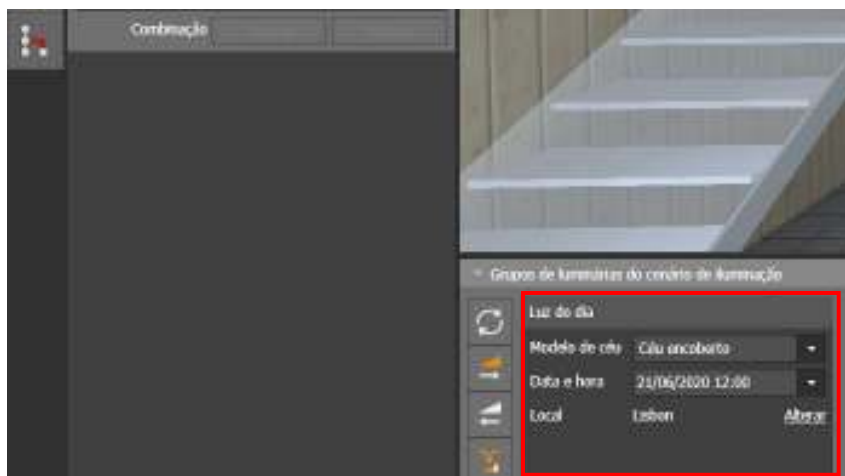 Combinação
Grupos de luminárias do cenário de iluminação
Luz do dia
Modelo de céu Céu encoberto
Data e hora 21/06/2020 12:00
Local Lisbon Alterar